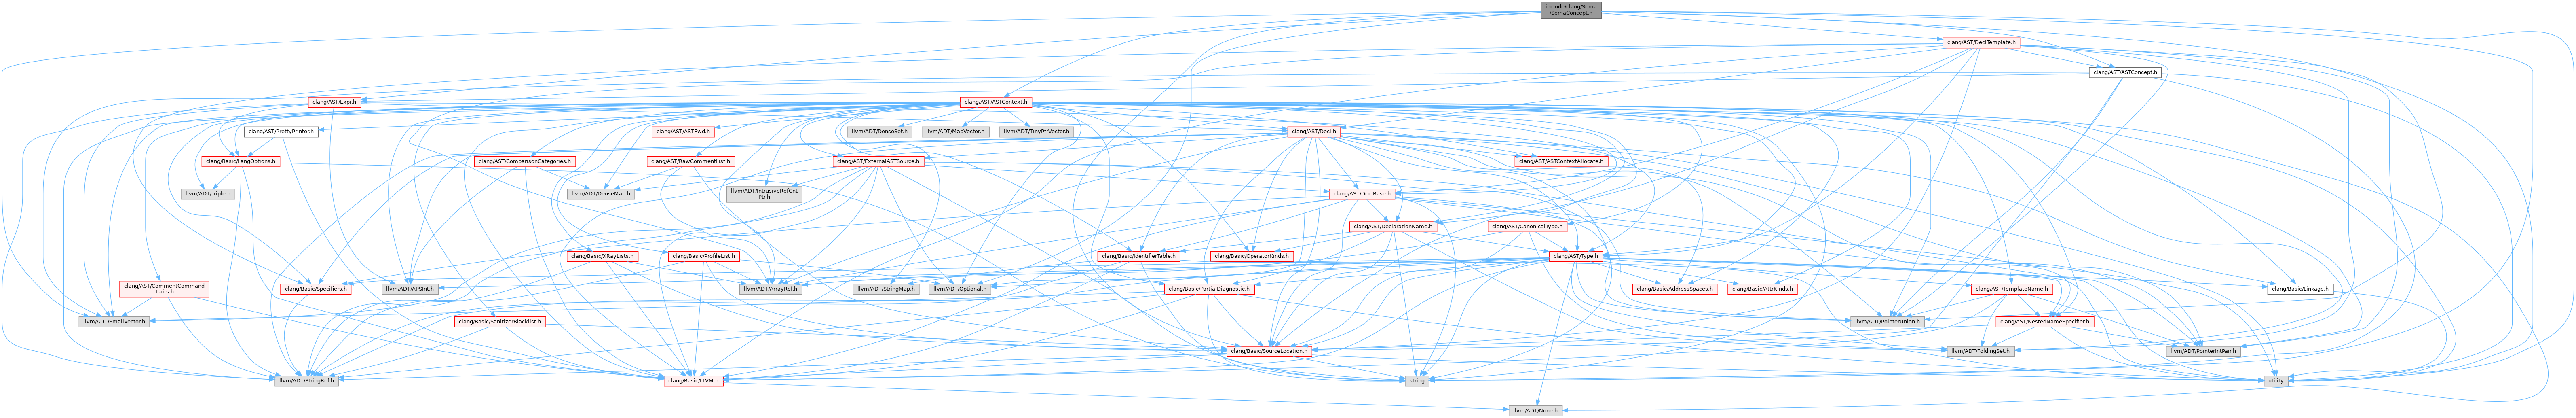 include/clang/Sema
/SemaConcept.h
clang/AST/DeclTemplate.h
clang/AST/ASTConcept.h
clang/AST/Expr.h
clang/AST/ASTContext.h
clang/AST/PrettyPrinter.h
clang/AST/ASTFwd.h
llvm/ADT/DenseSet.h
llvm/ADT/MapVector.h
llvm/ADT/TinyPtrVector.h
clang/AST/Decl.h
clang/Basic/LangOptions.h
clang/AST/ComparisonCategories.h
clang/AST/RawCommentList.h
clang/AST/ExternalASTSource.h
clang/AST/ASTContextAllocate.h
llvm/ADT/Triple.h
llvm/ADT/DenseMap.h
llvm/ADT/IntrusiveRefCnt
Ptr.h
clang/AST/DeclBase.h
clang/AST/DeclarationName.h
clang/AST/CanonicalType.h
clang/Basic/XRayLists.h
clang/Basic/ProfileList.h
clang/Basic/IdentifierTable.h
clang/Basic/OperatorKinds.h
clang/AST/Type.h
clang/AST/CommentCommand
Traits.h
clang/Basic/Specifiers.h
llvm/ADT/APSInt.h
llvm/ADT/ArrayRef.h
llvm/ADT/StringMap.h
llvm/ADT/Optional.h
clang/Basic/PartialDiagnostic.h
clang/Basic/AddressSpaces.h
clang/Basic/AttrKinds.h
clang/AST/TemplateName.h
clang/Basic/Linkage.h
llvm/ADT/SmallVector.h
clang/Basic/SanitizerBlacklist.h
llvm/ADT/PointerUnion.h
clang/AST/NestedNameSpecifier.h
clang/Basic/SourceLocation.h
llvm/ADT/FoldingSet.h
llvm/ADT/PointerIntPair.h
llvm/ADT/StringRef.h
clang/Basic/LLVM.h
string
utility
llvm/ADT/None.h